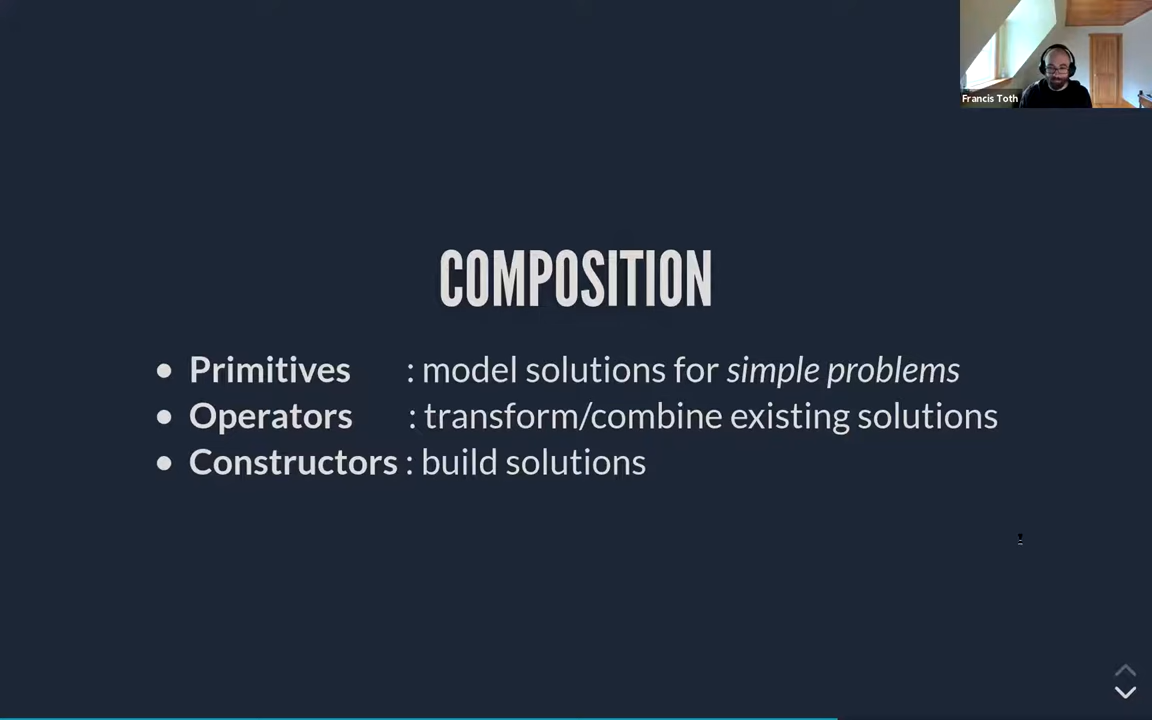 Francis Toth
COMPOSITION
• Primitives : model solutions for simple problems
• Operators : transform/combine existing solutions
• Constructors : build solutions